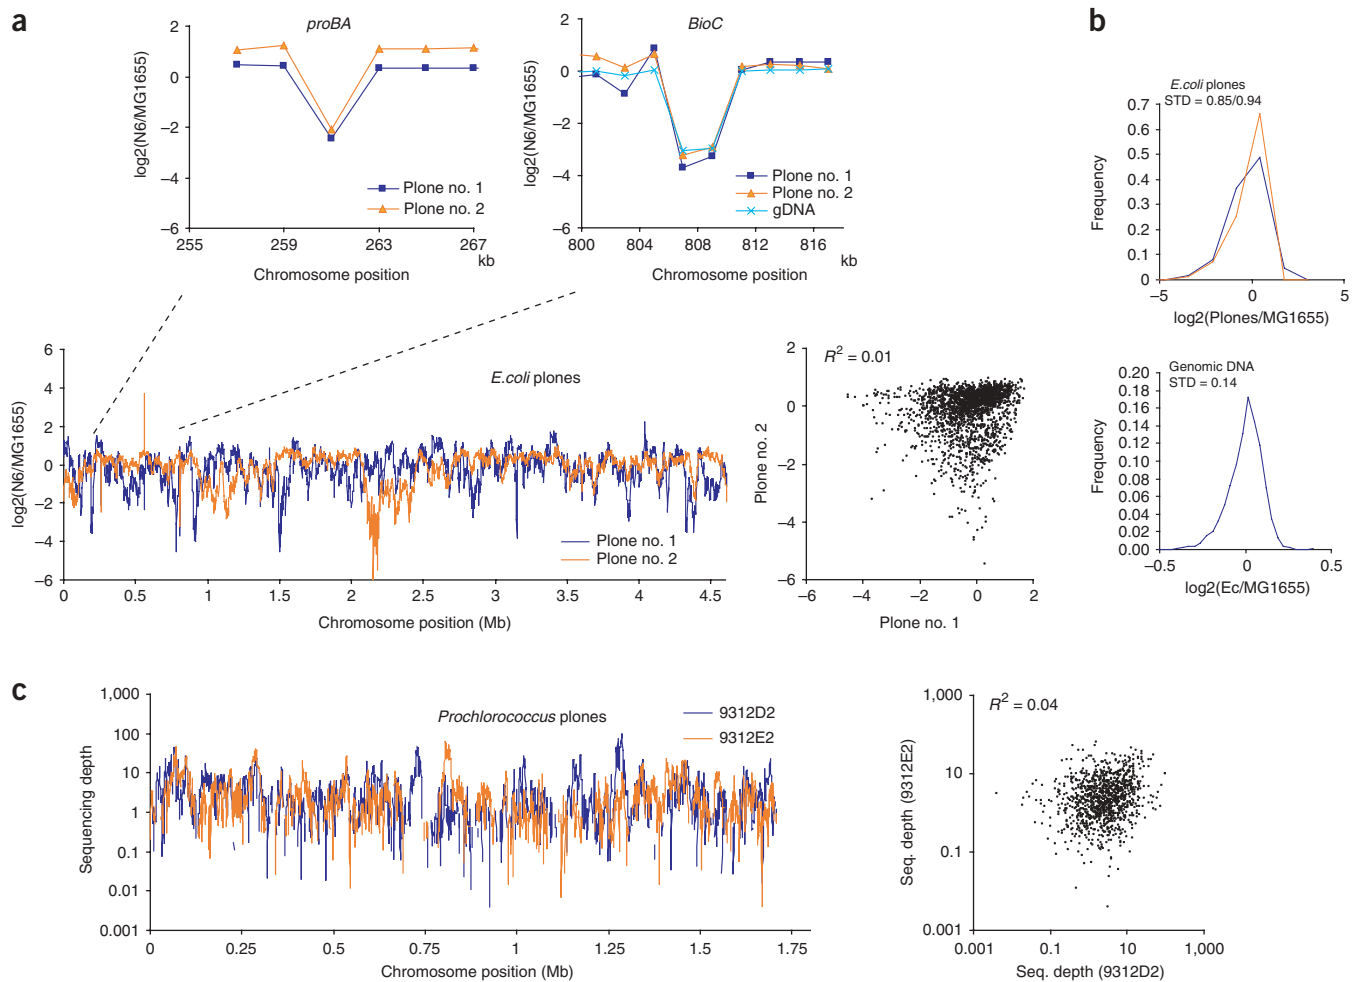 a
proBA
log2(N6/MG1655)
2
0
–2
–4
–6
255
259
263
267
kb
Chromosome position
Plone no. 1
Plone no. 2
BioC
log2(N6/MG1655)
2
0
–2
–4
–6
800
804
808
812
816
kb
Chromosome position
Plone no. 1
Plone no. 2
gDNA
E.coli plones
log2(N6/MG1655)
6
4
2
0
–2
–4
–6
0
0.5
1
1.5
2
2.5
3
3.5
4
4.5
Chromosome position (Mb)
Plone no. 1
Plone no. 2
R2 = 0.01
Plone no. 2
2
0
–2
–4
–6
–6
–4
–2
0
2
Plone no. 1
b
E.coli plones
STD = 0.85/0.94
Frequency
0.7
0.6
0.5
0.4
0.3
0.2
0.1
0
–5
0
5
log2(Plones/MG1655)
Genomic DNA
STD = 0.14
Frequency
0.20
0.18
0.16
0.14
0.12
0.10
0.08
0.06
0.04
0.02
0.00
–0.5
0
0.5
log2(Ec/MG1655)
c
Prochlorococcus plones
9312D2
9312E2
Sequencing depth
1,000
100
10
1
0.1
0.01
0.001
0
0.25
0.5
0.75
1
1.25
1.5
1.75
Chromosome position (Mb)
R2 = 0.04
Seq. depth (9312E2)
1,000
10
0.1
0.001
0.001
0.1
10
1,000
Seq. depth (9312D2)